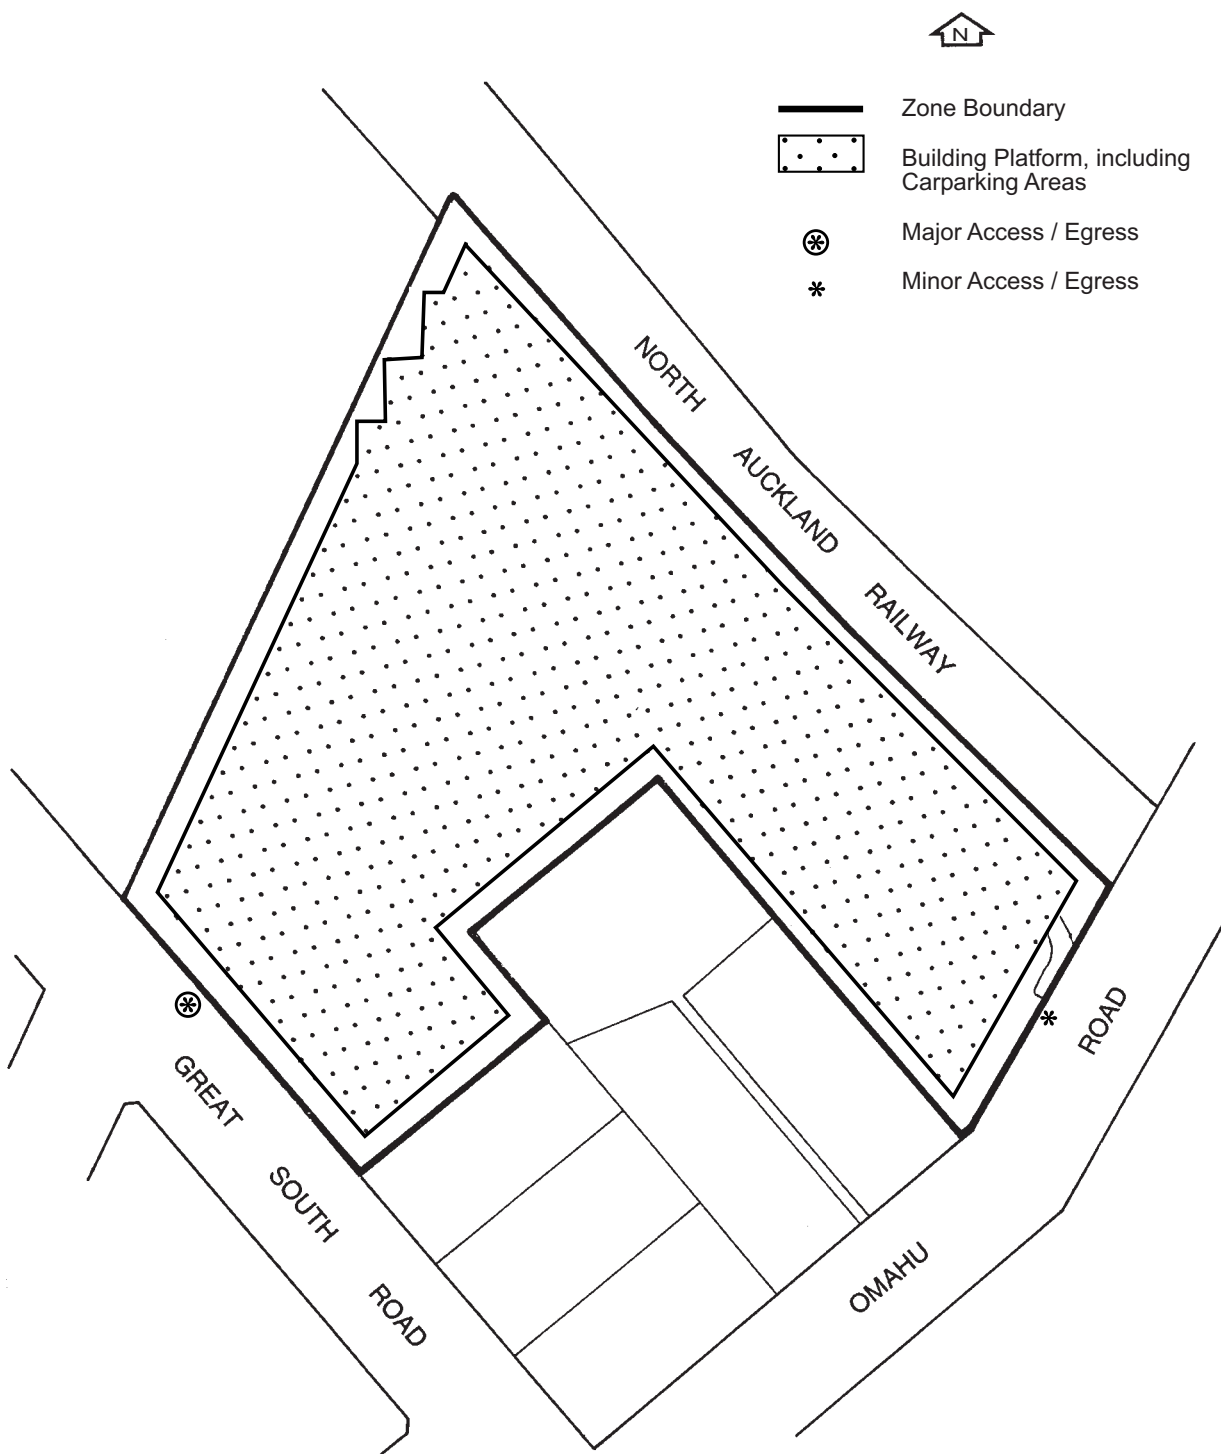 N
Zone Boundary
Building Platform, including
Carparking Areas
Major Access / Egress
Minor Access / Egress
NORTH AUCKLAND RAILWAY
GREAT SOUTH ROAD
OMAHU ROAD